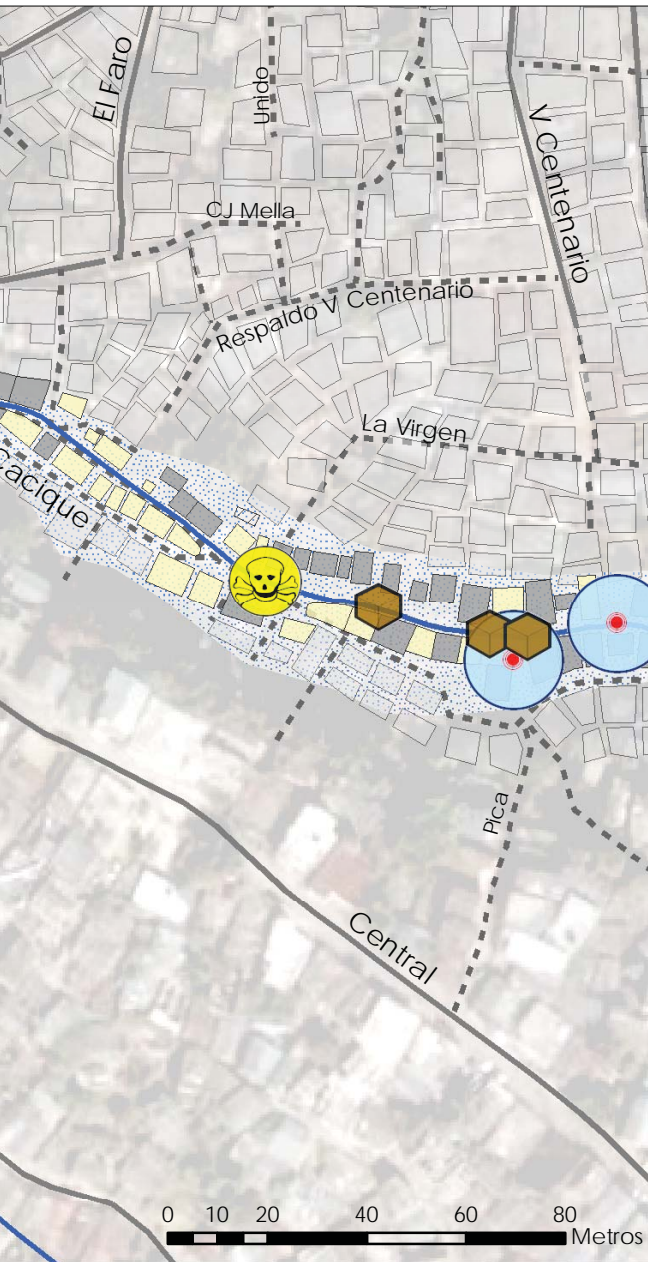 El Faro
Unido
V Centenario
CJ Mella
Respaldo V Centenario
La Virgen
Cacique
Pica
Central
0 10 20 40 60 80
Metros